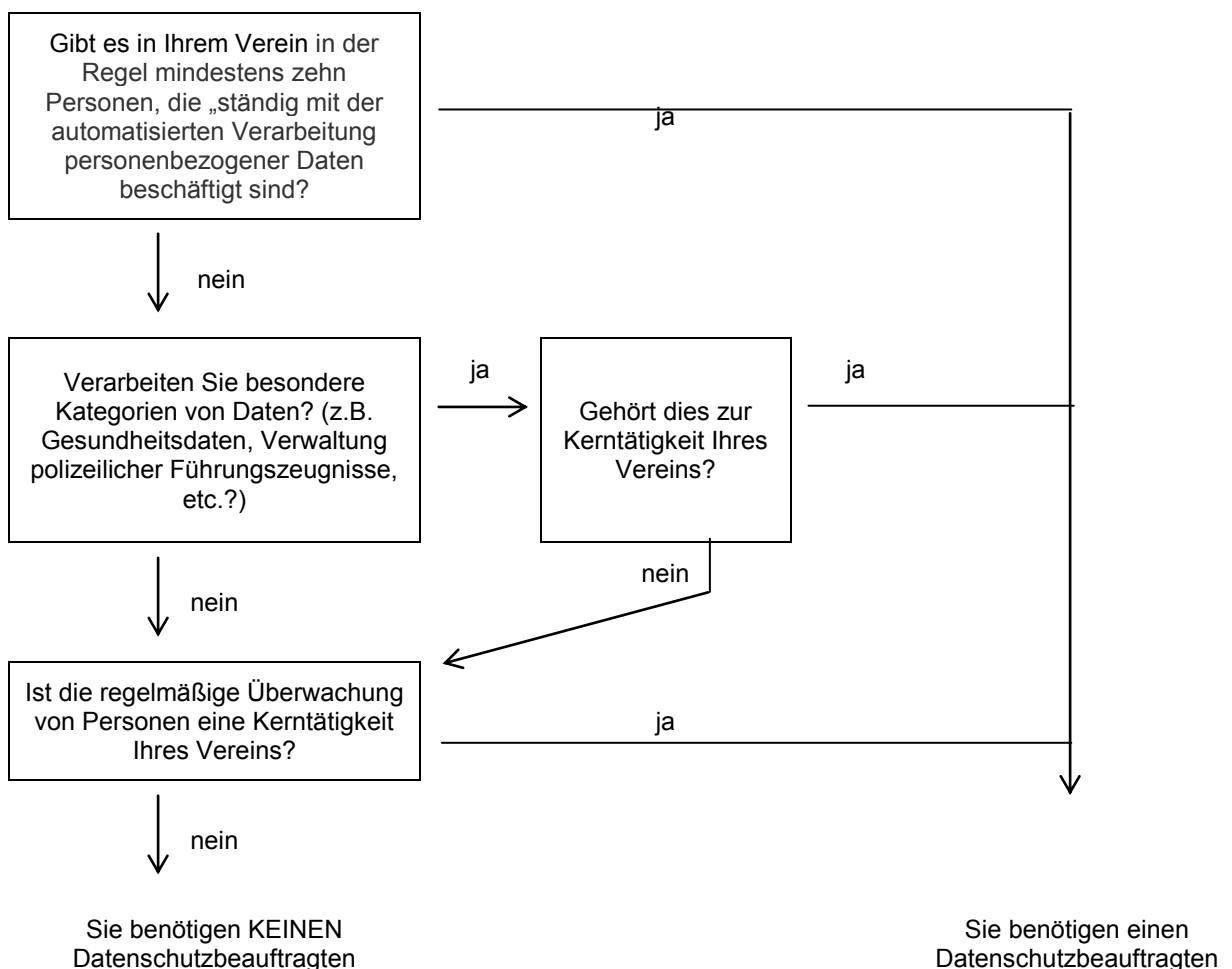 Gibt es in Ihrem Verein in der
Regel mindestens zehn
Personen, die „ständig mit der
automatisierten Verarbeitung
personenbezogener Daten
beschäftigt sind?
ja
nein
Verarbeiten Sie besondere
Kategorien von Daten? (z.B.
Gesundheitsdaten, Verwaltung
polizeilicher Führungszeugnisse,
etc.?)
ja
Gehört dies zur
Kerntätigkeit Ihres
Vereins?
ja
nein
nein
Ist die regelmäßige Überwachung
von Personen eine Kerntätigkeit
Ihres Vereins?
ja
nein
Sie benötigen KEINEN
Datenschutzbeauftragten
Sie benötigen einen
Datenschutzbeauftragten